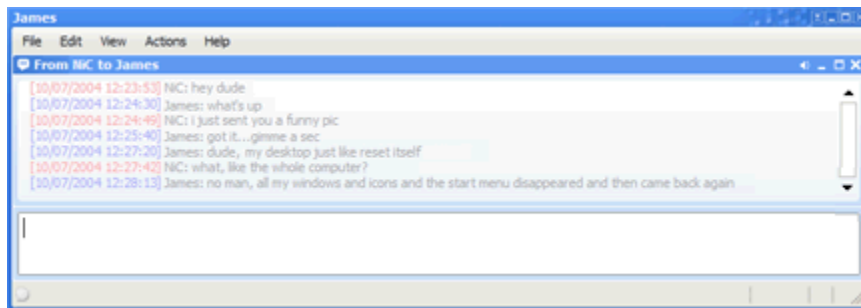 James
File Edit View Actions Help
From NiC to James
[10/07/2004 12:23:53] NiC: hey dude
[10/07/2004 12:24:30] James: what's up
[10/07/2004 12:24:49] NiC: i just sent you a funny pic
[10/07/2004 12:25:40] James: got it...gimme a sec
[10/07/2004 12:27:20] James: dude, my desktop just like reset itself
[10/07/2004 12:27:42] NiC: what, like the whole computer?
[10/07/2004 12:28:13] James: no man, all my windows and icons and the start menu disappeared and then came back again